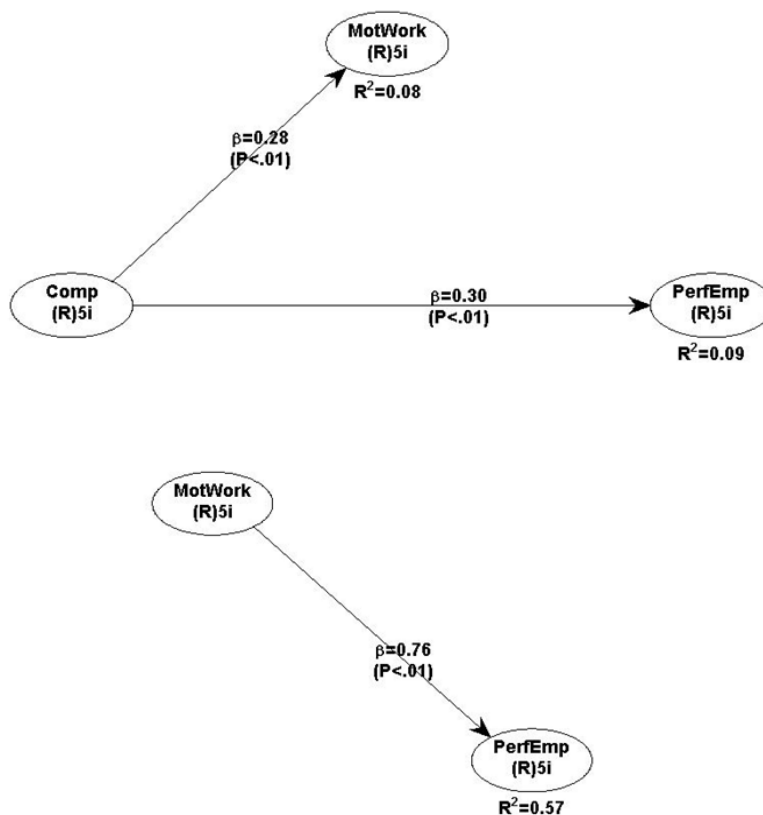 MotWork
(R)5i
R²=0.08
β=0.28
(P<.01)
Comp
(R)5i
β=0.30
(P<.01)
PerfEmp
(R)5i
R²=0.09
MotWork
(R)5i
β=0.76
(P<.01)
PerfEmp
(R)5i
R²=0.57